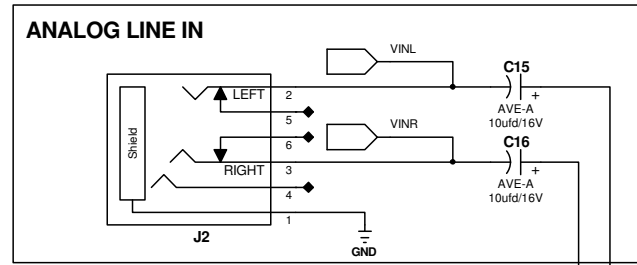 ANALOG LINE IN
VINL
C15
LEFT
2
+
5
AVE-A
10ufd/16V
6
VINR
C16
Shield
RIGHT
3
+
4
AVE-A
10ufd/16V
1
J2
GND